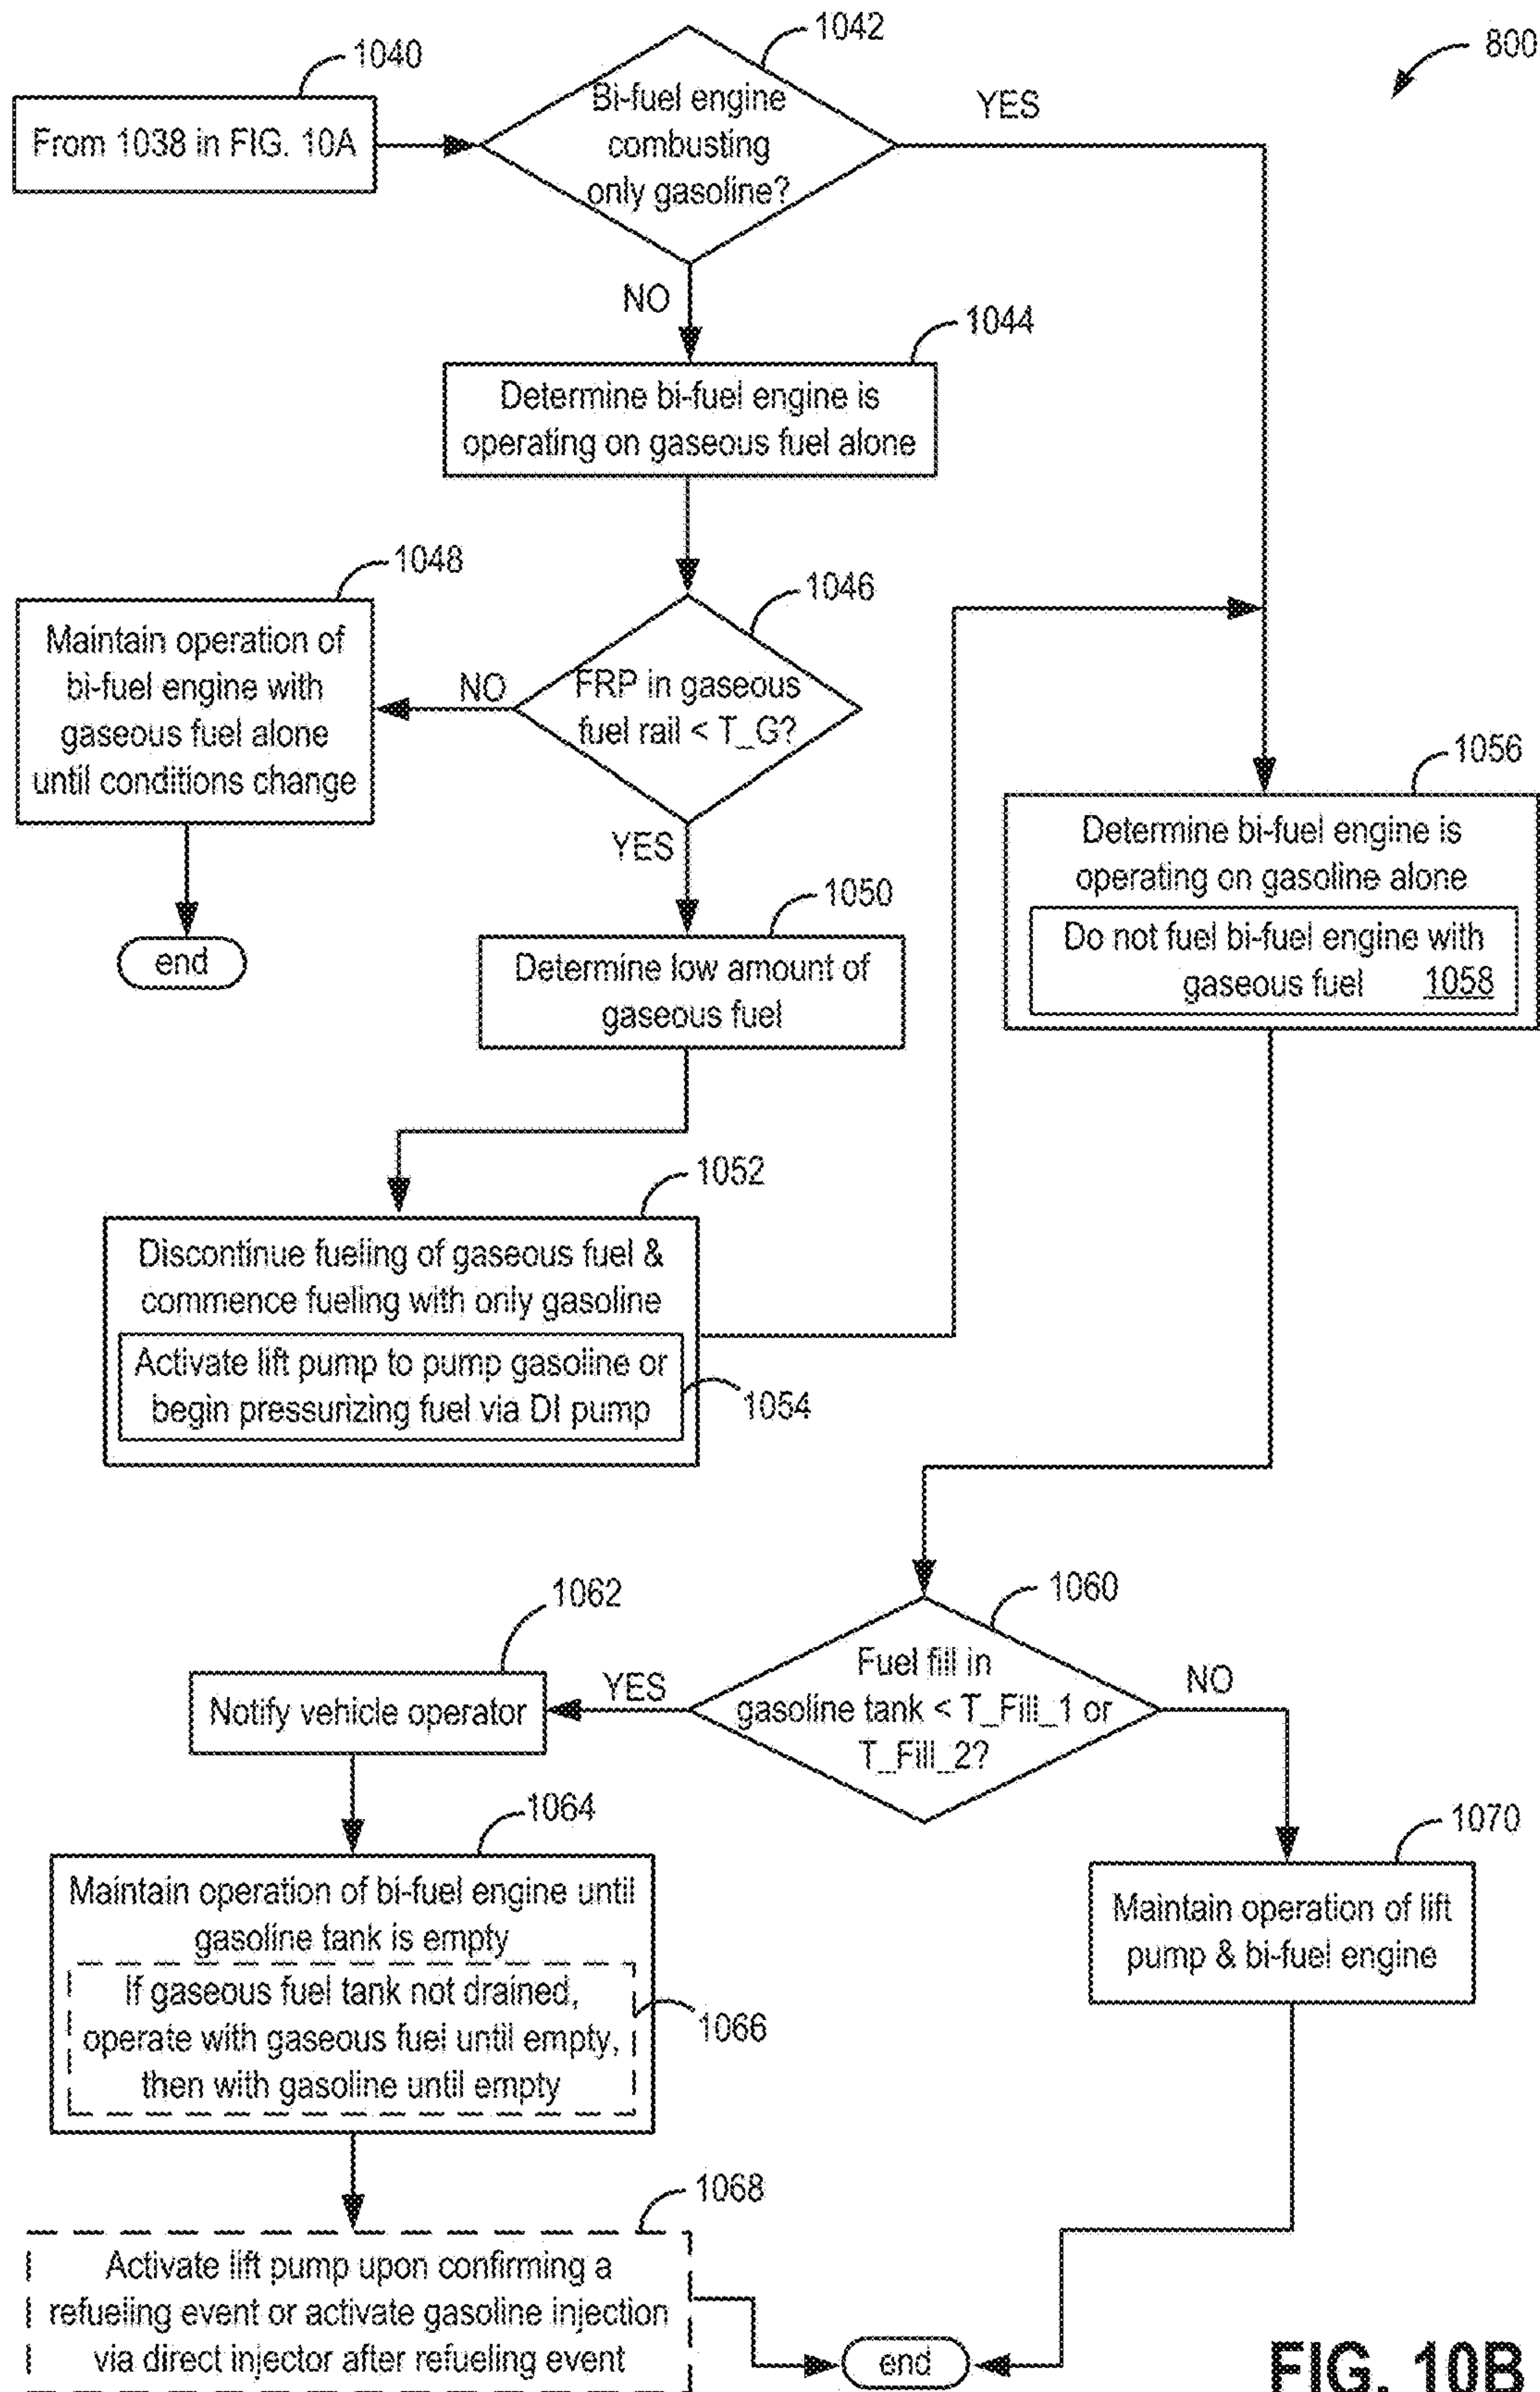 1040
1042
800
From 1038 in FIG. 10A
Bi-fuel engine
combusting
only gasoline?
YES
NO
1044
Determine bi-fuel engine is
operating on gaseous fuel alone
1048
1046
Maintain operation of
bi-fuel engine with
gaseous fuel alone
until conditions change
NO
FRP in gaseous
fuel rail < T_G?
YES
end
1050
Determine low amount of
gaseous fuel
1056
Determine bi-fuel engine is
operating on gasoline alone
Do not fuel bi-fuel engine with
gaseous fuel 1058
1052
Discontinue fueling of gaseous fuel &
commence fueling with only gasoline
Activate lift pump to pump gasoline or
begin pressurizing fuel via DI pump
1054
1060
Fuel fill in
gasoline tank < T_Fill_1 or
T_Fill_2?
YES
NO
1062
Notify vehicle operator
1064
Maintain operation of bi-fuel engine until
gasoline tank is empty
If gaseous fuel tank not drained,
operate with gaseous fuel until empty,
then with gasoline until empty
1066
1070
Maintain operation of lift
pump & bi-fuel engine
1068
Activate lift pump upon confirming a
refueling event or activate gasoline injection
via direct injector after refueling event
end
FIG. 10B